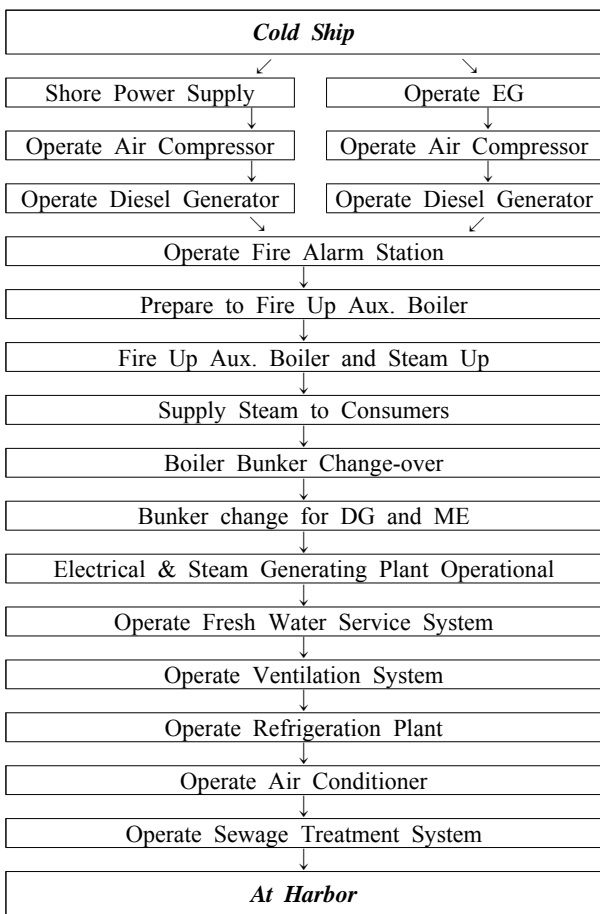 Cold Ship
Shore Power Supply
Operate EG
Operate Air Compressor
Operate Air Compressor
Operate Diesel Generator
Operate Diesel Generator
Operate Fire Alarm Station
Prepare to Fire Up Aux. Boiler
Fire Up Aux. Boiler and Steam Up
Supply Steam to Consumers
Boiler Bunker Change-over
Bunker change for DG and ME
Electrical & Steam Generating Plant Operational
Operate Fresh Water Service System
Operate Ventilation System
Operate Refrigeration Plant
Operate Air Conditioner
Operate Sewage Treatment System
At Harbor